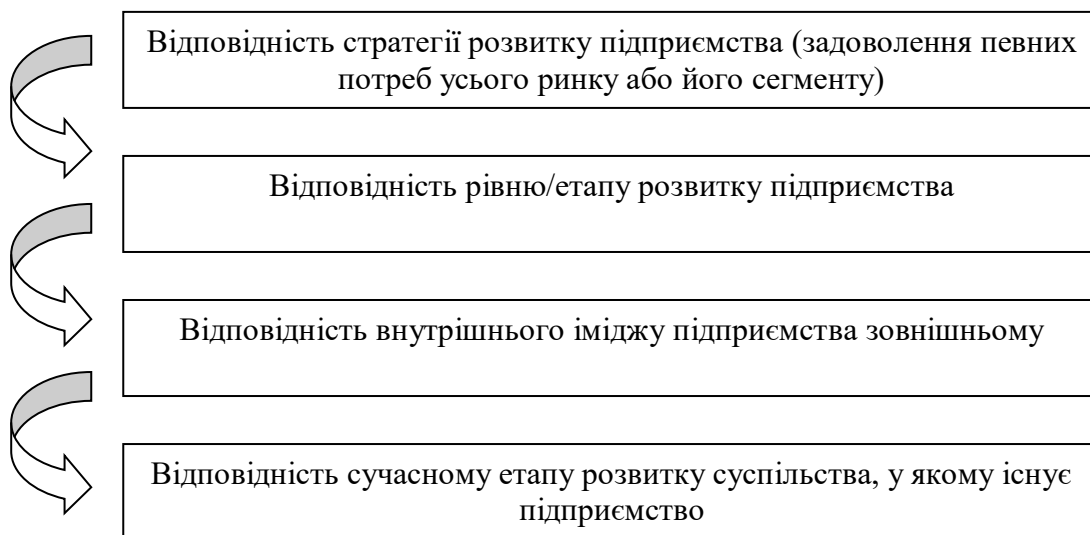 Відповідність стратегії розвитку підприємства (задоволення певних
потреб усього ринку або його сегменту)
Відповідність рівню/етапу розвитку підприємства
Відповідність внутрішнього іміджу підприємства зовнішньому
Відповідність сучасному етапу розвитку суспільства, у якому існує
підприємство